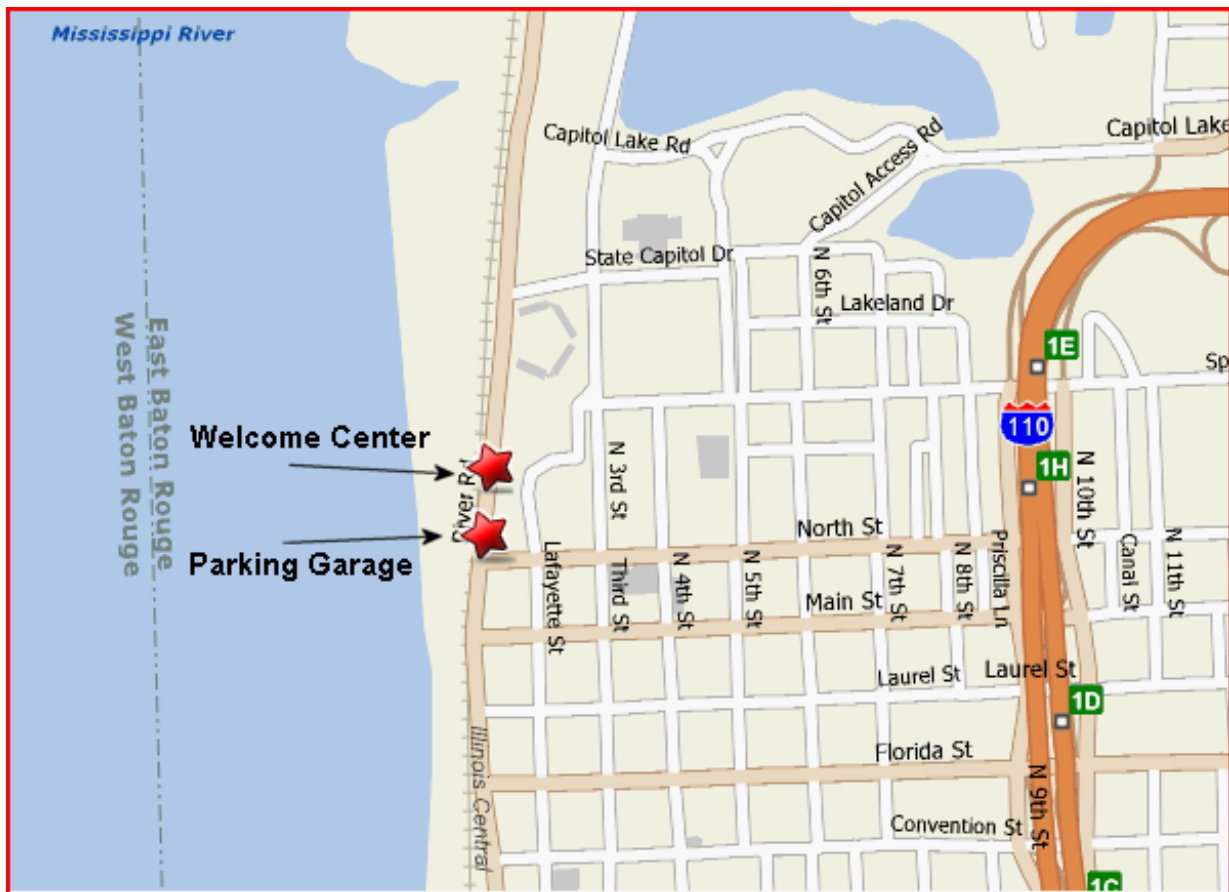 Mississippi River
Capitol Lake Rd
Capitol Access Rd
Capitol Lake
State Capitol Dr
N 6th St
Lakeland Dr
East Baton Rouge
West Baton Rouge
1E
Sp
110
Welcome Center
River Rd
N 3rd St
1H
N 10th St
North St
Parking Garage
Lafayette St
Third St
N 4th St
N 5th St
Main St
N 7th St
N 8th St
Priscilla Ln
Canal St
N 11th St
Laurel St
Laurel St
1D
Illinois Central
Florida St
N 9th St
Convention St
1C